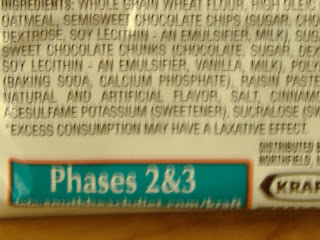 INGREDIENTS: WHOLE GRAIN WHEAT FLOUR, HIGH OLEIC
OATMEAL, SEMISWEET CHOCOLATE CHIPS (SUGAR, CHO
DEXTROSE, SOY LECITHIN - AN EMULSIFIER, MILK), SUG
SWEET CHOCOLATE CHUNKS (CHOCOLATE, SUGAR, DEX
SOY LECITHIN - AN EMULSIFIER, VANILLA, MILK), POLY
(BAKING SODA, CALCIUM PHOSPHATE), RAISIN PASTE
NATURAL AND ARTIFICIAL FLAVOR, SALT, CINNAMO
ACESULFAME POTASSIUM (SWEETENER), SUCRALOSE (SW
*EXCESS CONSUMPTION MAY HAVE A LAXATIVE EFFECT.
DISTRIBUTED B
NORTHFIELD,
Phases 2&3
KRAF